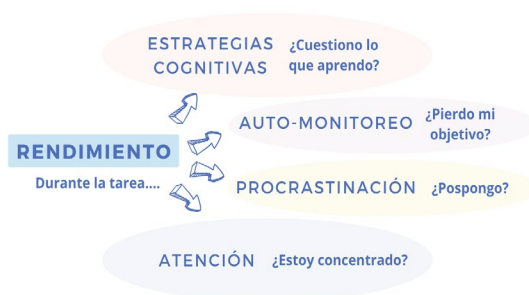 ESTRATEGIAS COGNITIVAS
¿Cuestiono lo que aprendo?
AUTO-MONITOREO
¿Pierdo mi objetivo?
RENDIMIENTO
Durante la tarea....
PROCRASTINACIÓN ¿Pospongo?
ATENCIÓN ¿Estoy concentrado?